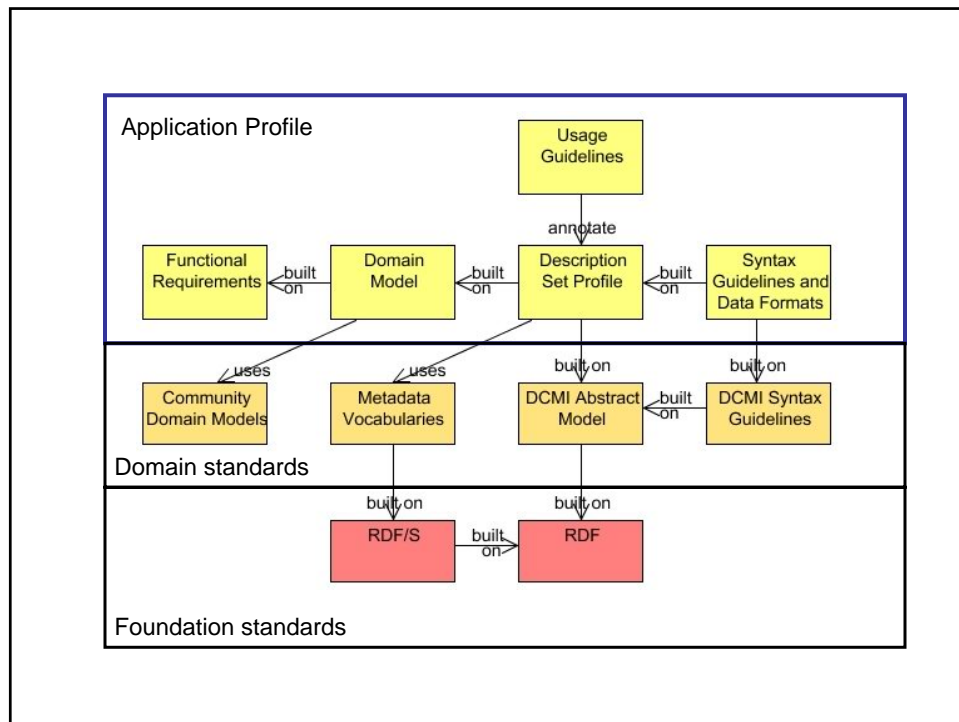 Application Profile
Usage
Guidelines
annotate
Functional
Requirements
built
on
Domain
Model
built
on
Description
Set Profile
built
on
Syntax
Guidelines and
Data Formats
uses
uses
built on
built on
Community
Domain Models
Metadata
Vocabularies
DCMI Abstract
Model
built
on
DCMI Syntax
Guidelines
Domain standards
built on
built on
RDF/S
built
on
RDF
Foundation standards